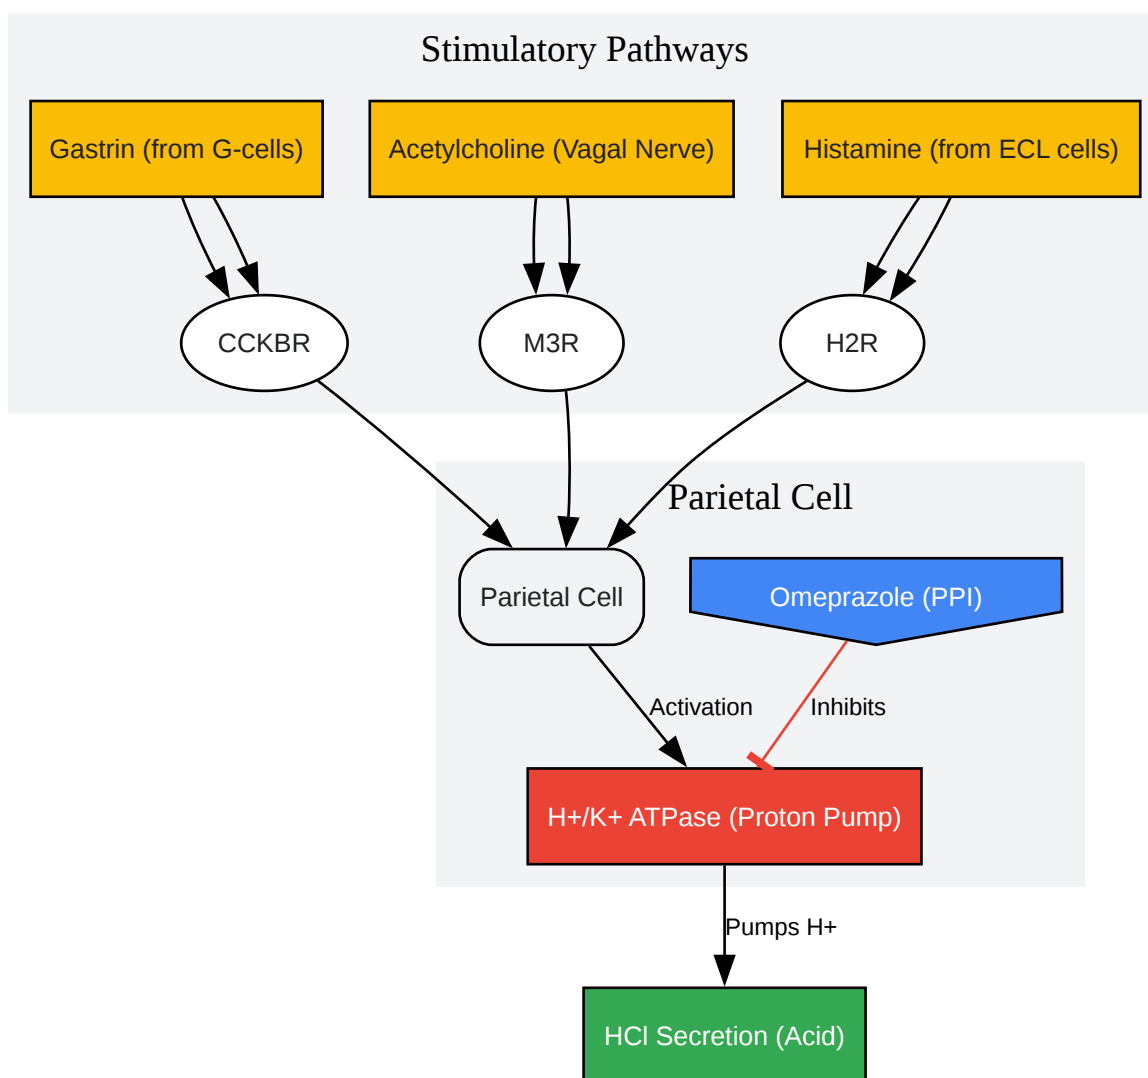 Stimulatory Pathways
Gastrin (from G-cells)
Acetylcholine (Vagal Nerve)
Histamine (from ECL cells)
CCKBR
M3R
H2R
Parietal Cell
Parietal Cell
Omeprazole (PPI)
Activation
Inhibits
H+/K+ ATPase (Proton Pump)
Pumps H+
HCl Secretion (Acid)